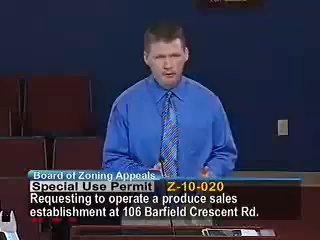 Board of Zoning Appeals
Special Use Permit Z-10-020
Requesting to operate a produce sales
establishment at 106 Barfield Crescent Rd.